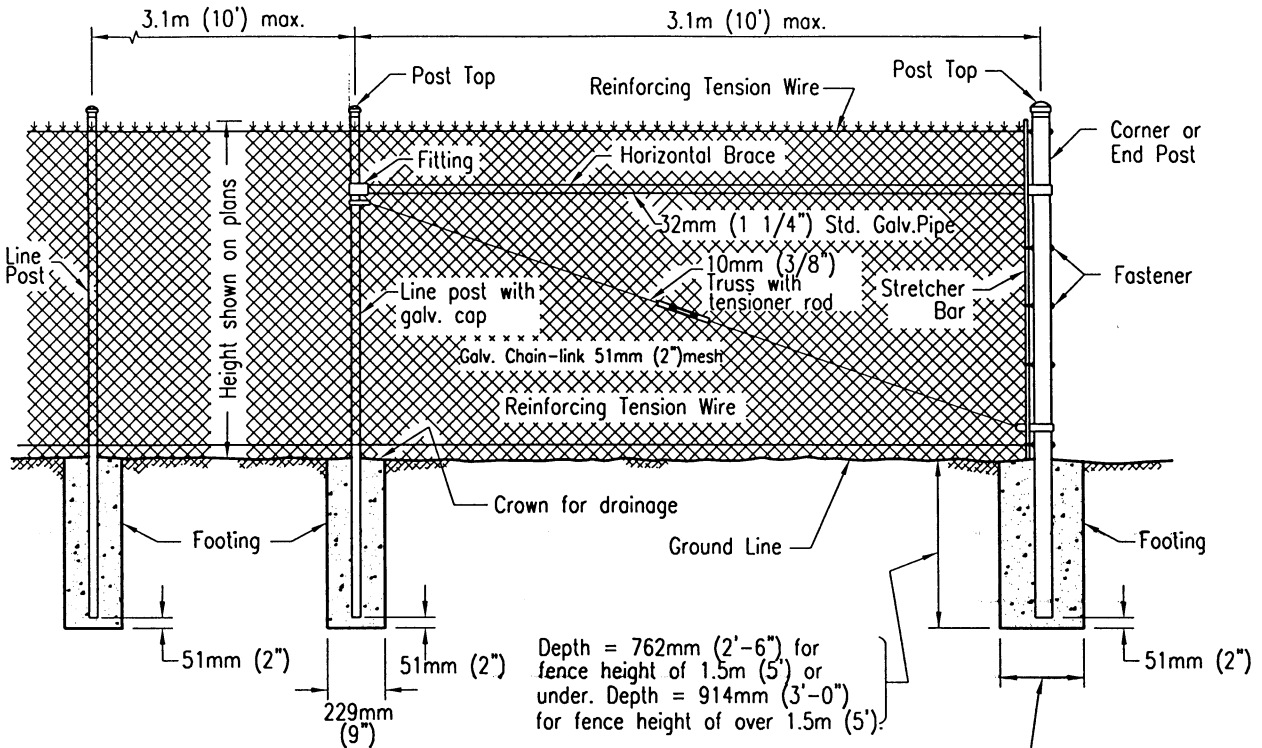 3.1m (10') max.
3.1m (10') max.
Post Top
Reinforcing Tension Wire
Post Top
Corner or
End Post
Fitting
Horizontal Brace
32mm (1 1/4") Std. Galv.Pipe
Height shown on plans
Line
Post
10mm (3/8")
Truss with
tensioner rod
Stretcher
Bar
Fastener
Line post with
galv. cap
Galv. Chain-link 51mm (2")mesh
Reinforcing Tension Wire
Crown for drainage
Footing
Ground Line
Footing
51mm (2")
51mm (2")
51mm (2")
229mm
(9")
Depth = 762mm (2'-6") for
fence height of 1.5m (5') or
under. Depth = 914mm (3'-0")
for fence height of over 1.5m (5').